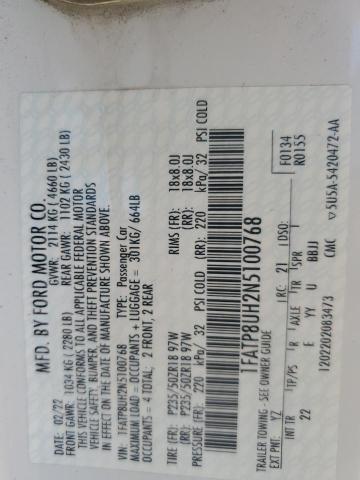 MFD. BY FORD MOTOR CO.
DATE: 02/22 GVWR: 2114 KG ( 4660 LB)
FRONT GAWR: 1034 KG ( 2280 LB) REAR GAWR: 1102 KG ( 2430 LB)
THIS VEHICLE CONFORMS TO ALL APPLICABLE FEDERAL MOTOR
VEHICLE SAFETY, BUMPER, AND THEFT PREVENTION STANDARDS
IN EFFECT ON THE DATE OF MANUFACTURE SHOWN ABOVE.
VIN: 1FATP8UH2N5100768 TYPE: Passenger Car
MAXIMUM LOAD = OCCUPANTS + LUGGAGE = 301KG/ 664LB
OCCUPANTS = 4 TOTAL; 2 FRONT, 2 REAR
TIRE (FR): P235/50ZR18 97W RIMS (FR): 18x8.0J
TIRE (RR): P235/50ZR18 97W (RR): 18x8.0J
PRESSURE (FR): 220 kPa/ 32 PSI COLD (RR): 220 kPa/ 32 PSI COLD
1FATP8UH2N5100768
TRAILER TOWING - SEE OWNER GUIDE F0134
EXT PNT: YZ RC: 21 DSO: R0155
INT TR TP/PS R AXLE TR SPR
22 E YY U BBJJ
1202202083473 CMC 5U5A-5420472-AA